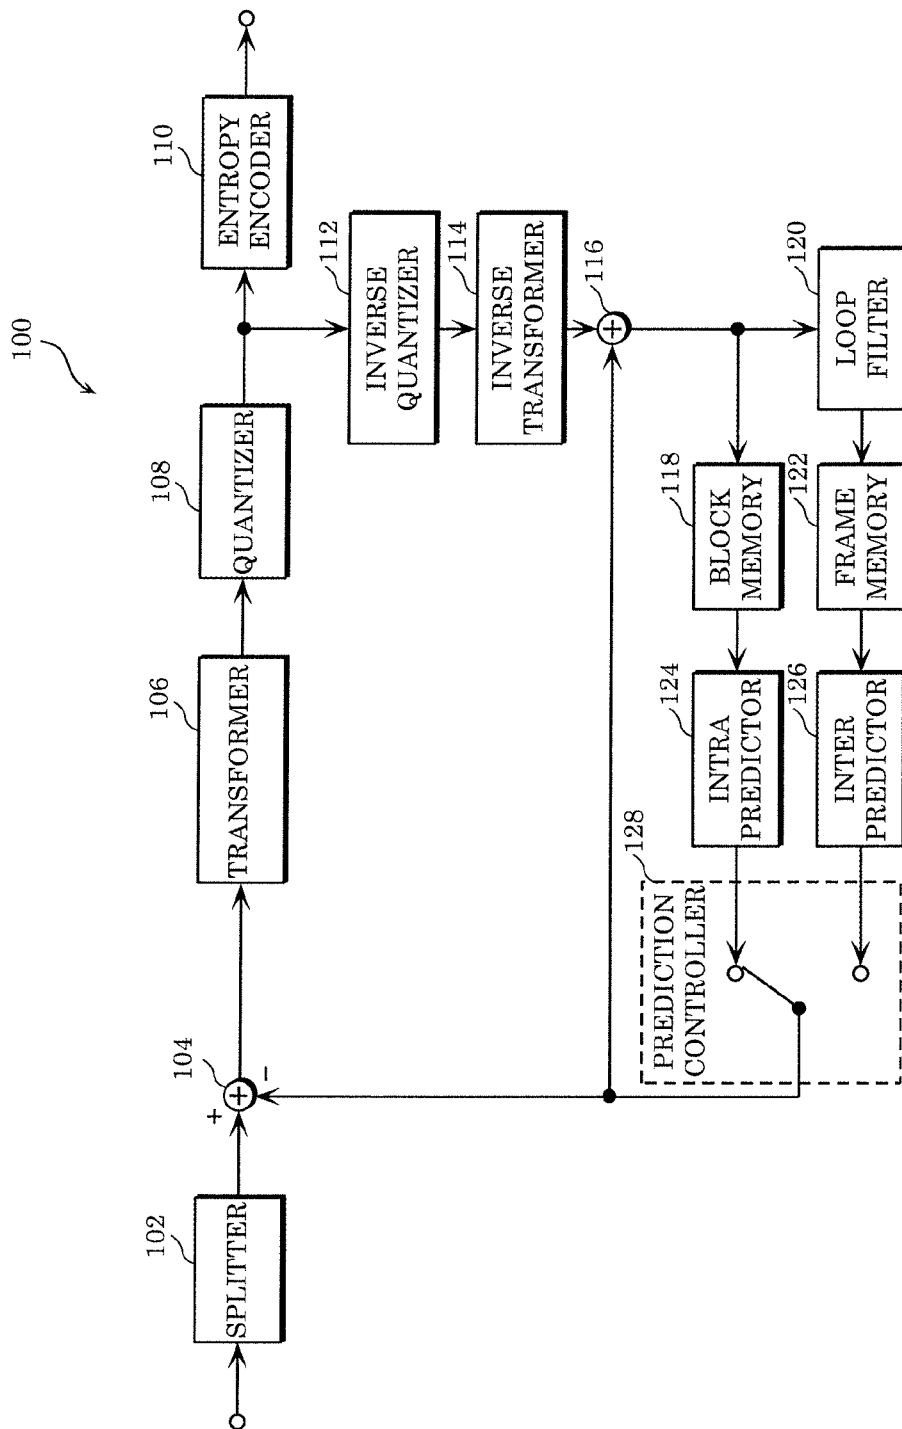 100
102
SPLITTER
+
104
+
−
106
TRANSFORMER
108
QUANTIZER
110
ENTROPY
ENCODER
112
INVERSE
QUANTIZER
114
INVERSE
TRANSFORMER
116
+
128
PREDICTION
CONTROLLER
124
INTRA
PREDICTOR
118
BLOCK
MEMORY
120
LOOP
FILTER
126
INTER
PREDICTOR
122
FRAME
MEMORY